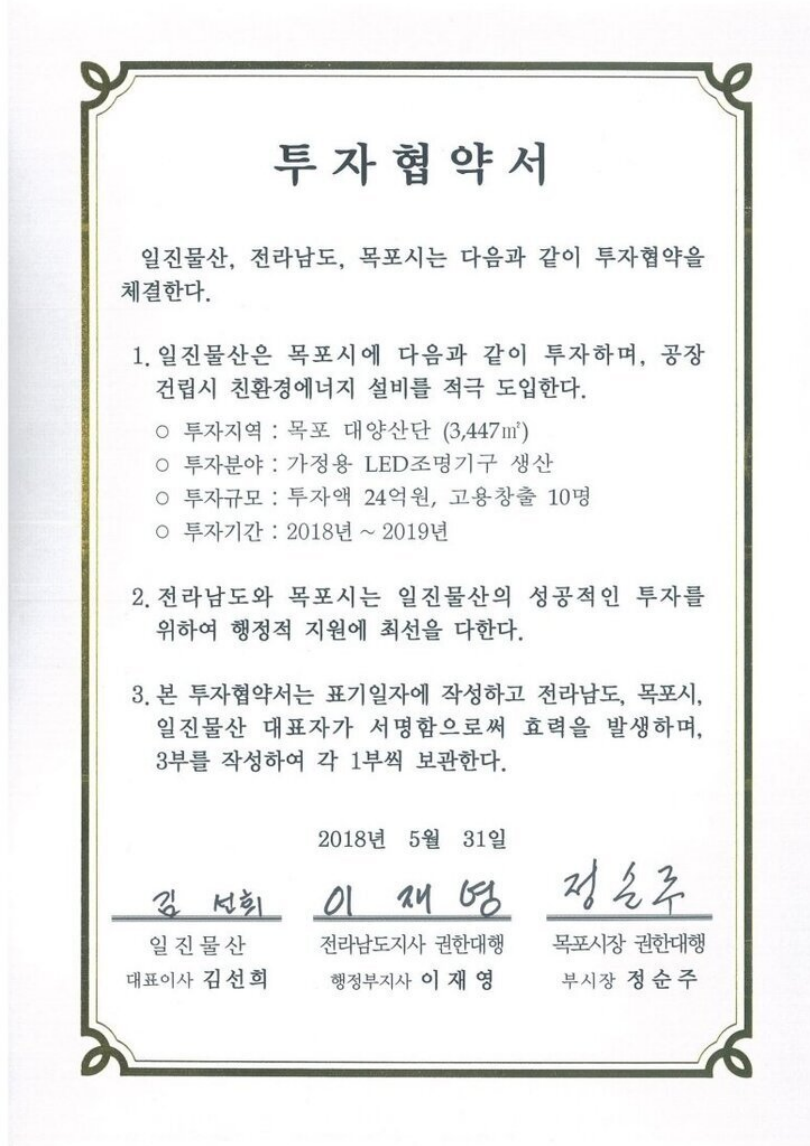 투자협약서
일진물산, 전라남도, 목포시는 다음과 같이 투자협약을
체결한다.
1. 일진물산은 목포시에 다음과 같이 투자하며, 공장
건립시 친환경에너지 설비를 적극 도입한다.
○ 투자지역 : 목포 대양산단 (3,447㎡)
○ 투자분야 : 가정용 LED조명기구 생산
○ 투자규모 : 투자액 24억원, 고용창출 10명
○ 투자기간 : 2018년 ~ 2019년
2. 전라남도와 목포시는 일진물산의 성공적인 투자를
위하여 행정적 지원에 최선을 다한다.
3. 본 투자협약서는 표기일자에 작성하고 전라남도, 목포시,
일진물산 대표자가 서명함으로써 효력을 발생하며,
3부를 작성하여 각 1부씩 보관한다.
2018년 5월 31일
김 선희 이 재영 정순주
일진물산 전라남도지사 권한대행 목포시장 권한대행
대표이사 김선희 행정부지사 이재영 부시장 정순주